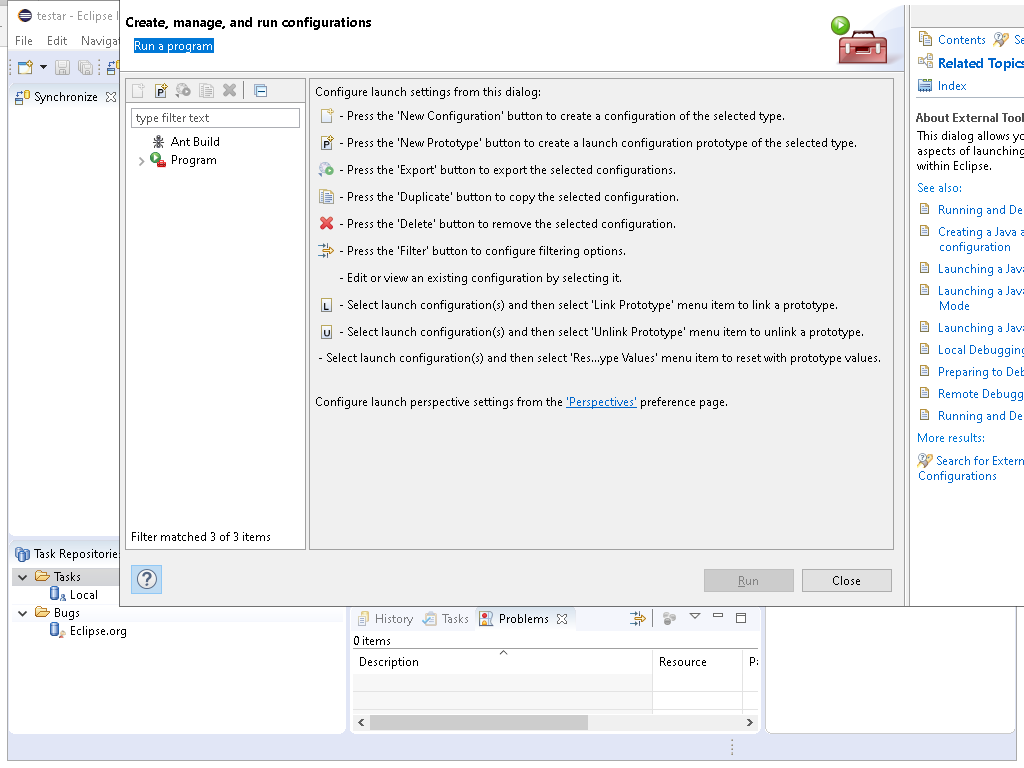 testar - Eclipse I
File Edit Navigat
Synchronize
Create, manage, and run configurations
Run a program
type filter text
Ant Build
Program
Filter matched 3 of 3 items
Configure launch settings from this dialog:
- Press the 'New Configuration' button to create a configuration of the selected type.
- Press the 'New Prototype' button to create a launch configuration prototype of the selected type.
- Press the 'Export' button to export the selected configurations.
- Press the 'Duplicate' button to copy the selected configuration.
- Press the 'Delete' button to remove the selected configuration.
- Press the 'Filter' button to configure filtering options.
- Edit or view an existing configuration by selecting it.
L - Select launch configuration(s) and then select 'Link Prototype' menu item to link a prototype.
U - Select launch configuration(s) and then select 'Unlink Prototype' menu item to unlink a prototype.
- Select launch configuration(s) and then select 'Res...ype Values' menu item to reset with prototype values.
Configure launch perspective settings from the 'Perspectives' preference page.
Run
Close
Contents Se
Related Topics
Index
About External Tool
This dialog allows yo
aspects of launching
within Eclipse.
See also:
Running and De
Creating a Java a
configuration
Launching a Java
Launching a Java
Mode
Launching a Java
Local Debugging
Preparing to Deb
Remote Debugg
Running and De
More results:
Search for Extern
Configurations
Task Repositorie
Tasks
Local
Bugs
Eclipse.org
History Tasks Problems
0 items
Description Resource Pa